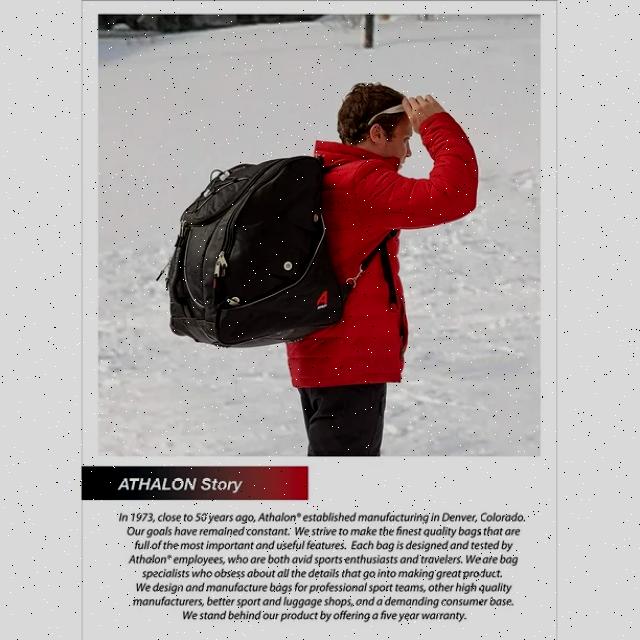 A
ATHALON Story
In 1973, close to 50 years ago, Athalon® established manufacturing in Denver, Colorado.
Our goals have remained constant. We strive to make the finest quality bags that are
full of the most important and useful features. Each bag is designed and tested by
Athalon® employees, who are both avid sports enthusiasts and travelers. We are bag
specialists who obsess about all the details that go into making great product.
We design and manufacture bags for professional sport teams, other high quality
manufacturers, better sport and luggage shops, and a demanding consumer base.
We stand behind our product by offering a five year warranty.